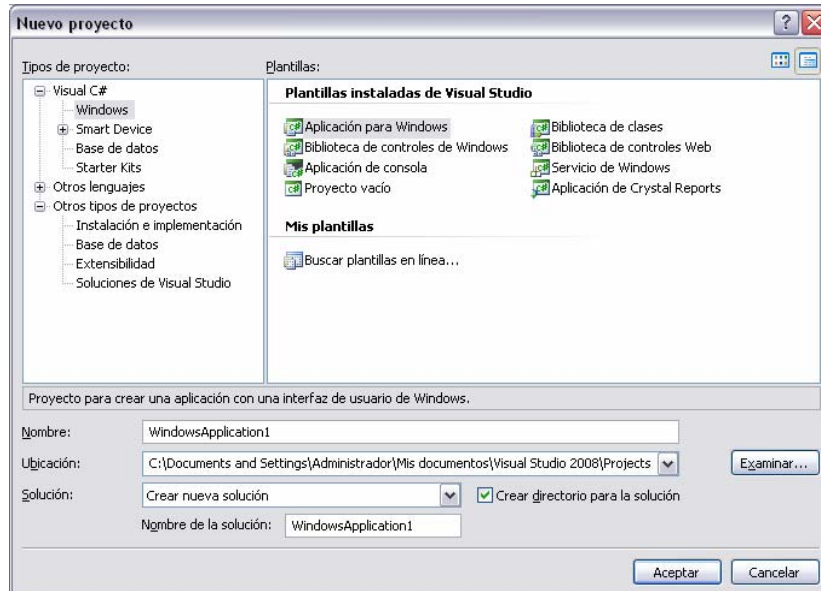 Nuevo proyecto
Tipos de proyecto:
Visual C#
Windows
Smart Device
Base de datos
Starter Kits
Otros lenguajes
Otros tipos de proyectos
Instalación e implementación
Base de datos
Extensibilidad
Soluciones de Visual Studio
Plantillas:
Plantillas instaladas de Visual Studio
Aplicación para Windows
Biblioteca de controles de Windows
Aplicación de consola
Proyecto vacío
Biblioteca de clases
Biblioteca de controles Web
Servicio de Windows
Aplicación de Crystal Reports
Mis plantillas
Buscar plantillas en línea...
Proyecto para crear una aplicación con una interfaz de usuario de Windows.
Nombre: WindowsApplication1
Ubicación: C:\Documents and Settings\Administrador\Mis documentos\Visual Studio 2008\Projects Examinar...
Solución: Crear nueva solución Crear directorio para la solución
Nombre de la solución: WindowsApplication1
Aceptar Cancelar